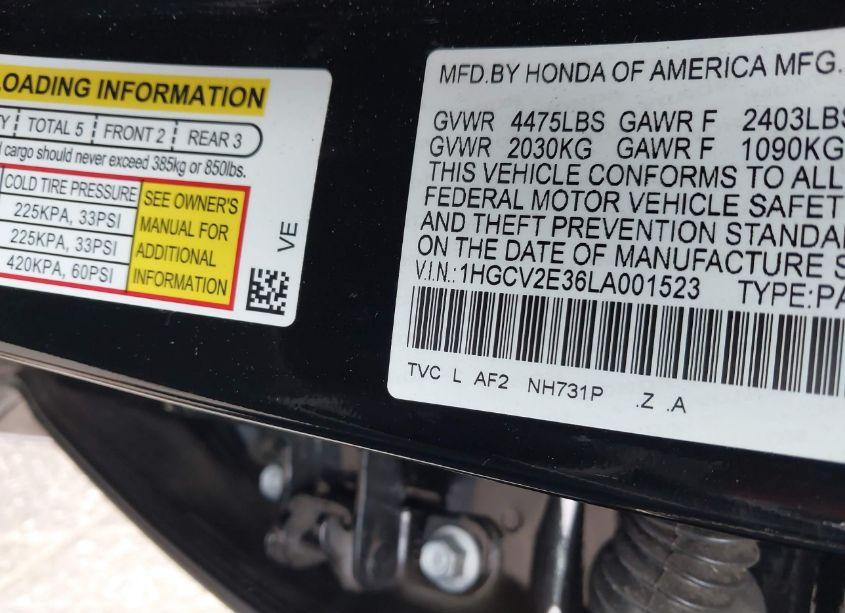 LOADING INFORMATION
TOTAL 5 FRONT 2 REAR 3
cargo should never exceed 385kg or 850lbs.
COLD TIRE PRESSURE
225KPA, 33PSI
225KPA, 33PSI
420KPA, 60PSI
SEE OWNER'S
MANUAL FOR
ADDITIONAL
INFORMATION
VE
MFD.BY HONDA OF AMERICA MFG.
GVWR 4475LBS GAWR F 2403LBS
GVWR 2030KG GAWR F 1090KG
THIS VEHICLE CONFORMS TO ALL
FEDERAL MOTOR VEHICLE SAFET
AND THEFT PREVENTION STANDA
ON THE DATE OF MANUFACTURE S
V.I.N.:1HGCV2E36LA001523 TYPE:PA
TVC L AF2 NH731P .Z .A